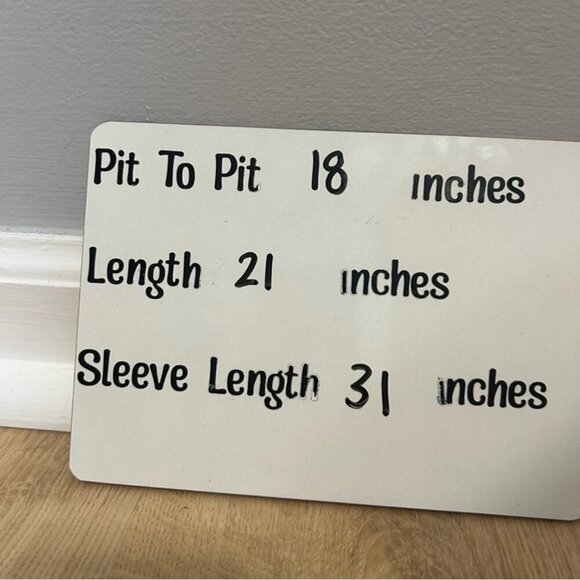 Pit To Pit 18 inches
Length 21 inches
Sleeve Length 31 inches